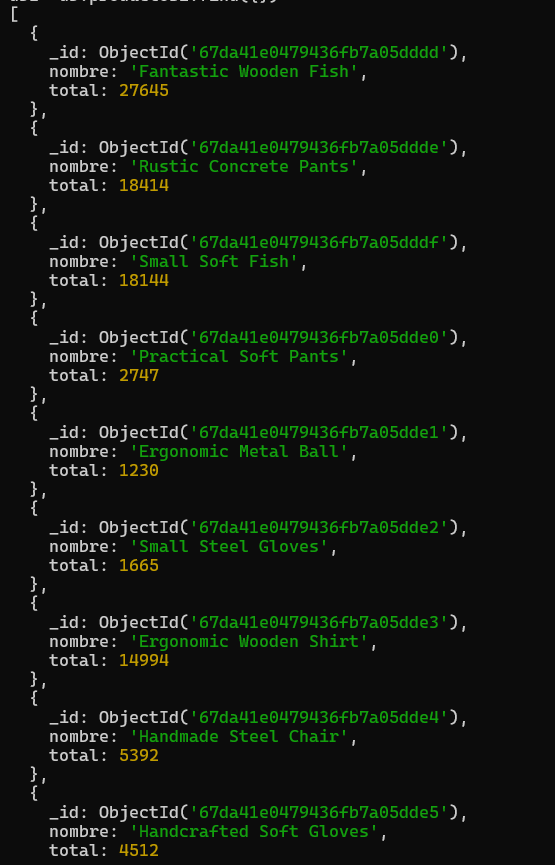 [
  {
    _id: ObjectId('67da41e0479436fb7a05dddd'),
    nombre: 'Fantastic Wooden Fish',
    total: 27645
  },
  {
    _id: ObjectId('67da41e0479436fb7a05ddde'),
    nombre: 'Rustic Concrete Pants',
    total: 18414
  },
  {
    _id: ObjectId('67da41e0479436fb7a05dddf'),
    nombre: 'Small Soft Fish',
    total: 18144
  },
  {
    _id: ObjectId('67da41e0479436fb7a05dde0'),
    nombre: 'Practical Soft Pants',
    total: 2747
  },
  {
    _id: ObjectId('67da41e0479436fb7a05dde1'),
    nombre: 'Ergonomic Metal Ball',
    total: 1230
  },
  {
    _id: ObjectId('67da41e0479436fb7a05dde2'),
    nombre: 'Small Steel Gloves',
    total: 1665
  },
  {
    _id: ObjectId('67da41e0479436fb7a05dde3'),
    nombre: 'Ergonomic Wooden Shirt',
    total: 14994
  },
  {
    _id: ObjectId('67da41e0479436fb7a05dde4'),
    nombre: 'Handmade Steel Chair',
    total: 5392
  },
  {
    _id: ObjectId('67da41e0479436fb7a05dde5'),
    nombre: 'Handcrafted Soft Gloves',
    total: 4512